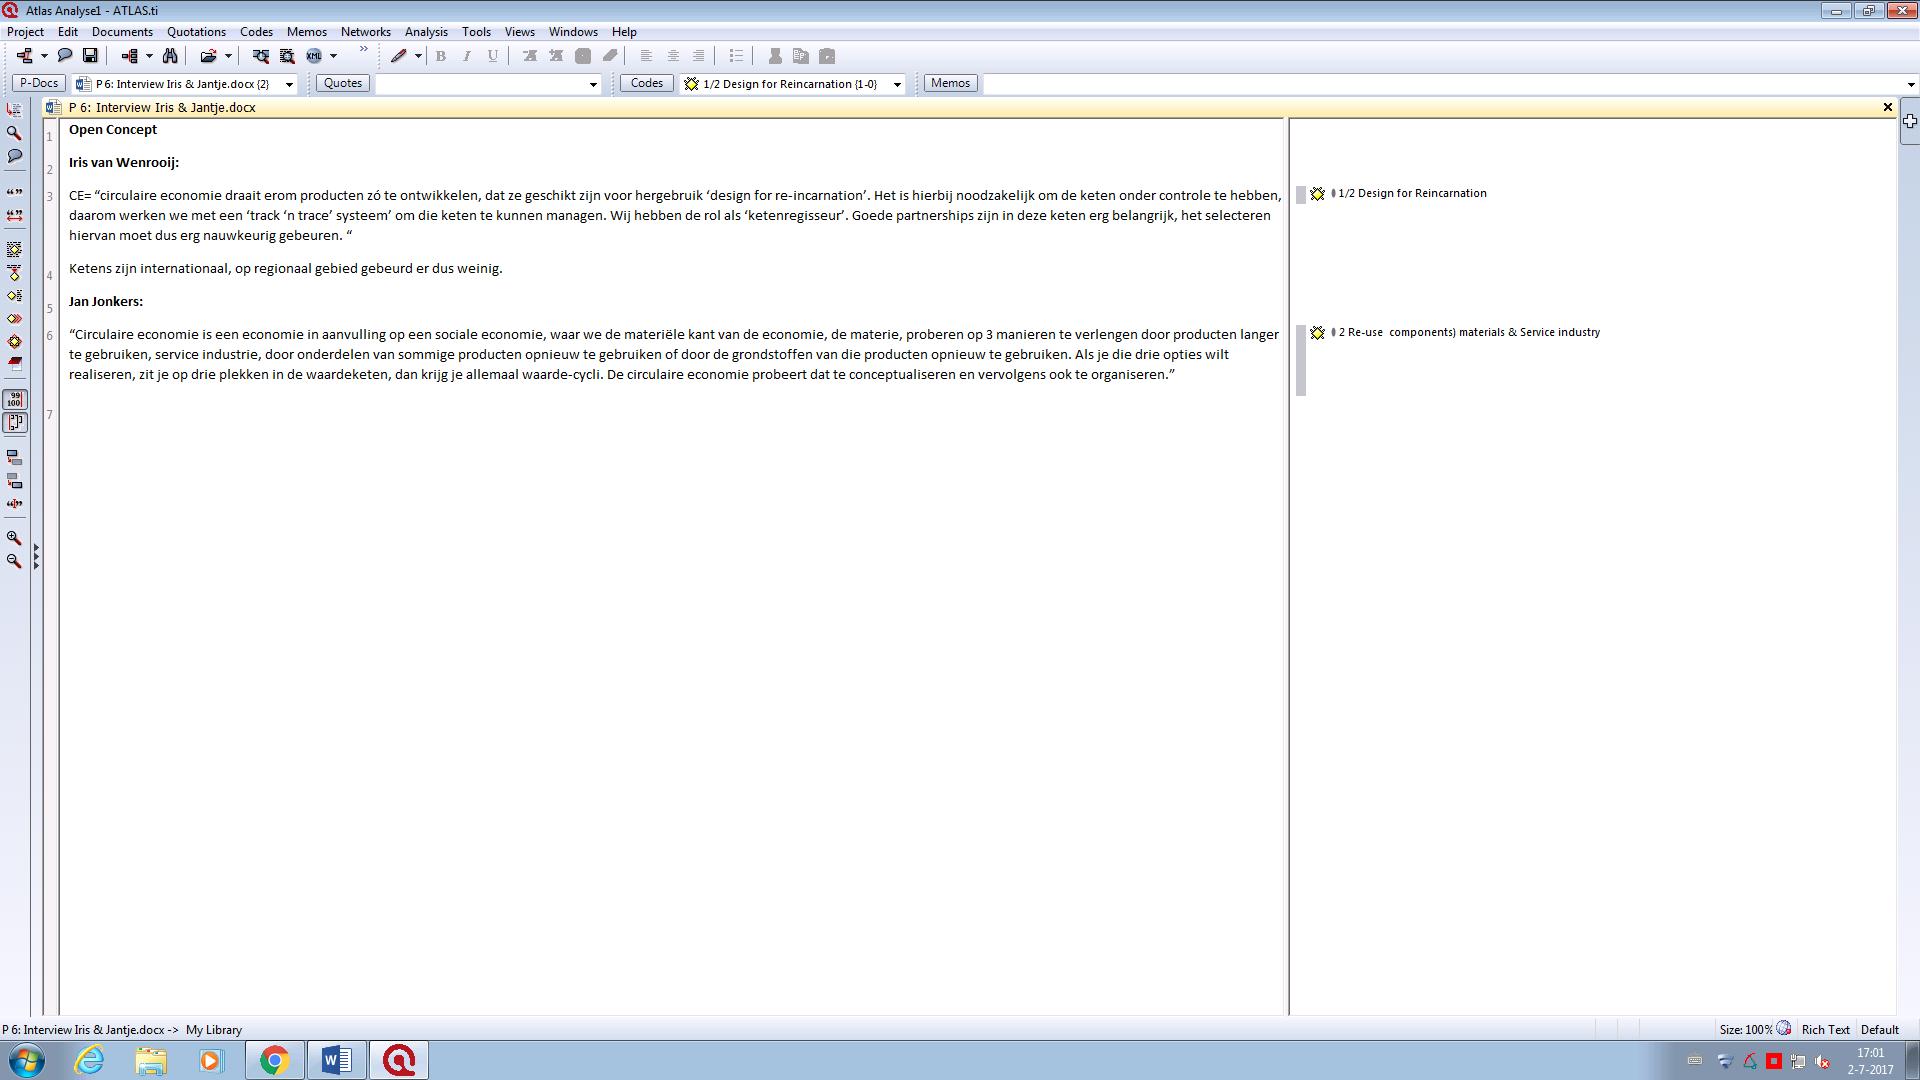 Atlas Analyse1 - ATLAS.ti
Project Edit Documents Quotations Codes Memos Networks Analysis Tools Views Windows Help
XML » B I U
P-Docs P 6: Interview Iris & Jantje.docx {2} Quotes Codes 1/2 Design for Reincarnation {1-0} Memos
P 6: Interview Iris & Jantje.docx
1 Open Concept
2 Iris van Wenrooij:
3 CE= “circulaire economie draait erom producten zó te ontwikkelen, dat ze geschikt zijn voor hergebruik ‘design for re-incarnation’. Het is hierbij noodzakelijk om de keten onder controle te hebben,
daarom werken we met een ‘track ‘n trace’ systeem’ om die keten te kunnen managen. Wij hebben de rol als ‘ketenregisseur’. Goede partnerships zijn in deze keten erg belangrijk, het selecteren
hiervan moet dus erg nauwkeurig gebeuren. “
4 Ketens zijn internationaal, op regionaal gebied gebeurd er dus weinig.
5 Jan Jonkers:
6 “Circulaire economie is een economie in aanvulling op een sociale economie, waar we de materiële kant van de economie, de materie, proberen op 3 manieren te verlengen door producten langer
te gebruiken, service industrie, door onderdelen van sommige producten opnieuw te gebruiken of door de grondstoffen van die producten opnieuw te gebruiken. Als je die drie opties wilt
realiseren, zit je op drie plekken in de waardeketen, dan krijg je allemaal waarde-cycli. De circulaire economie probeert dat te conceptualiseren en vervolgens ook te organiseren.”
7
1/2 Design for Reincarnation
2 Re-use components) materials & Service industry
99
100
P 6: Interview Iris & Jantje.docx -> My Library
Size: 100% Rich Text Default
17:01
2-7-2017